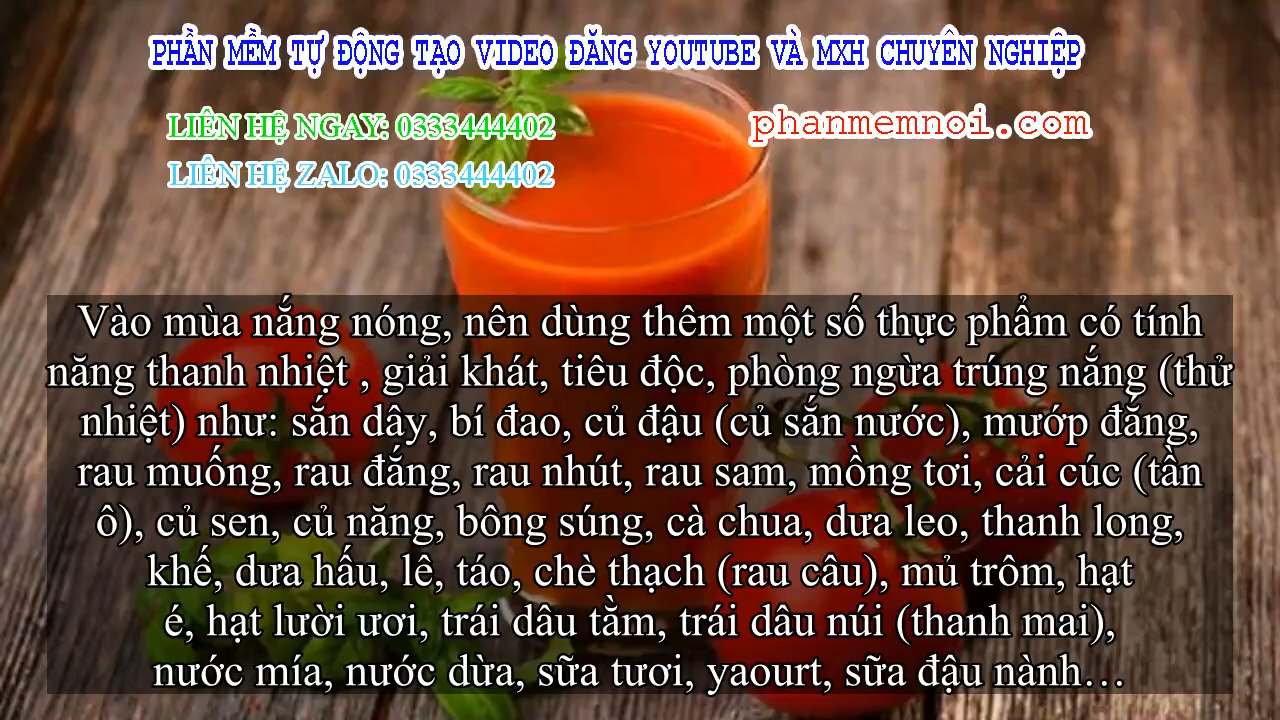 PHẦN MỀM TỰ ĐỘNG TẠO VIDEO ĐĂNG YOUTUBE VÀ MXH CHUYÊN NGHIỆP
LIÊN HỆ NGAY: 0333444402
phanmemnoi.com
LIÊN HỆ ZALO: 0333444402
Vào mùa nắng nóng, nên dùng thêm một số thực phẩm có tính
năng thanh nhiệt , giải khát, tiêu độc, phòng ngừa trúng nắng (thử
nhiệt) như: sắn dây, bí đao, củ đậu (củ sắn nước), mướp đắng,
rau muống, rau đắng, rau nhút, rau sam, mồng tơi, cải cúc (tần
ô), củ sen, củ năng, bông súng, cà chua, dưa leo, thanh long,
khế, dưa hấu, lê, táo, chè thạch (rau câu), mủ trôm, hạt
é, hạt lười ươi, trái dâu tằm, trái dâu núi (thanh mai),
nước mía, nước dừa, sữa tươi, yaourt, sữa đậu nành…